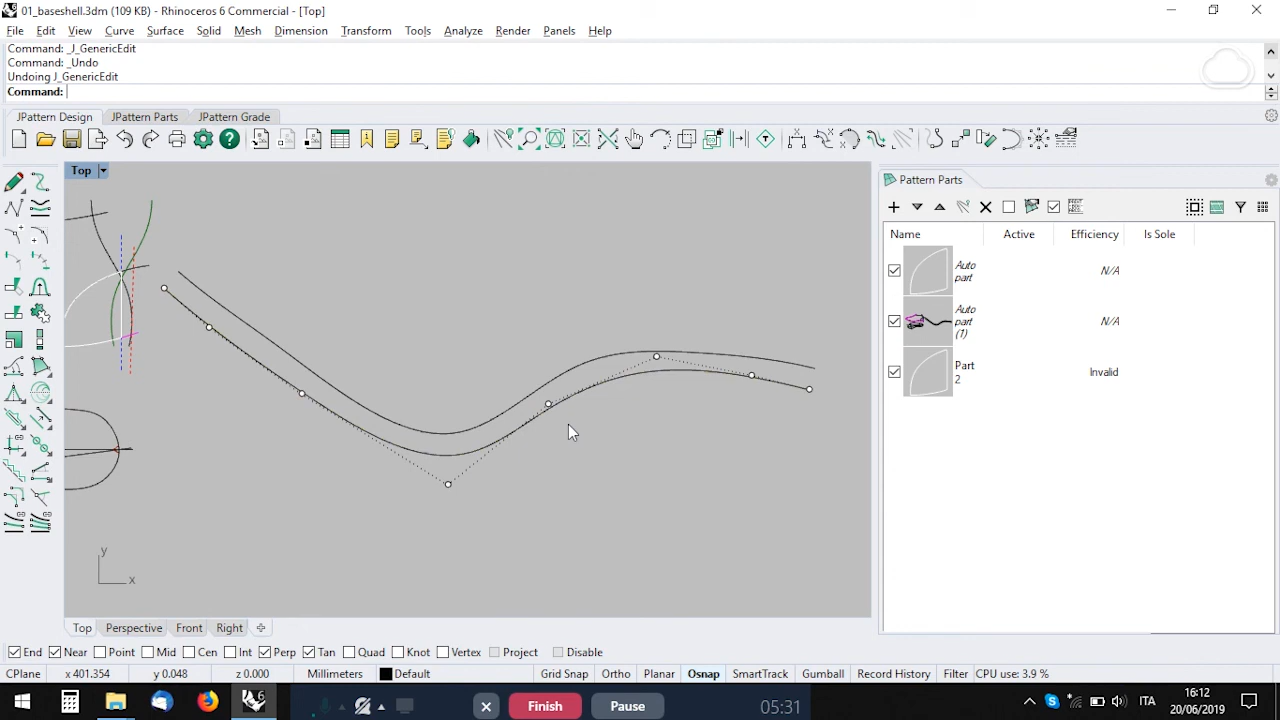 01_baseshell.3dm (109 KB) - Rhinoceros 6 Commercial - [Top]
File Edit View Curve Surface Solid Mesh Dimension Transform Tools Analyze Render Panels Help
Command: _J_GenericEdit
Command: _Undo
Undoing J_GenericEdit
Command:
JPattern Design JPattern Parts JPattern Grade
Top
Pattern Parts
Name Active Efficiency Is Sole
Auto part N/A
Auto part (1) N/A
Part 2 Invalid
y
x
Top Perspective Front Right
End Near Point Mid Cen Int Perp Tan Quad Knot Vertex Project Disable
CPlane x 401.354 y 0.048 z 0.000 Millimeters Default Grid Snap Ortho Planar Osnap SmartTrack Gumball Record History Filter CPU use: 3.9 %
Finish Pause 05:31 ITA 16:12
20/06/2019